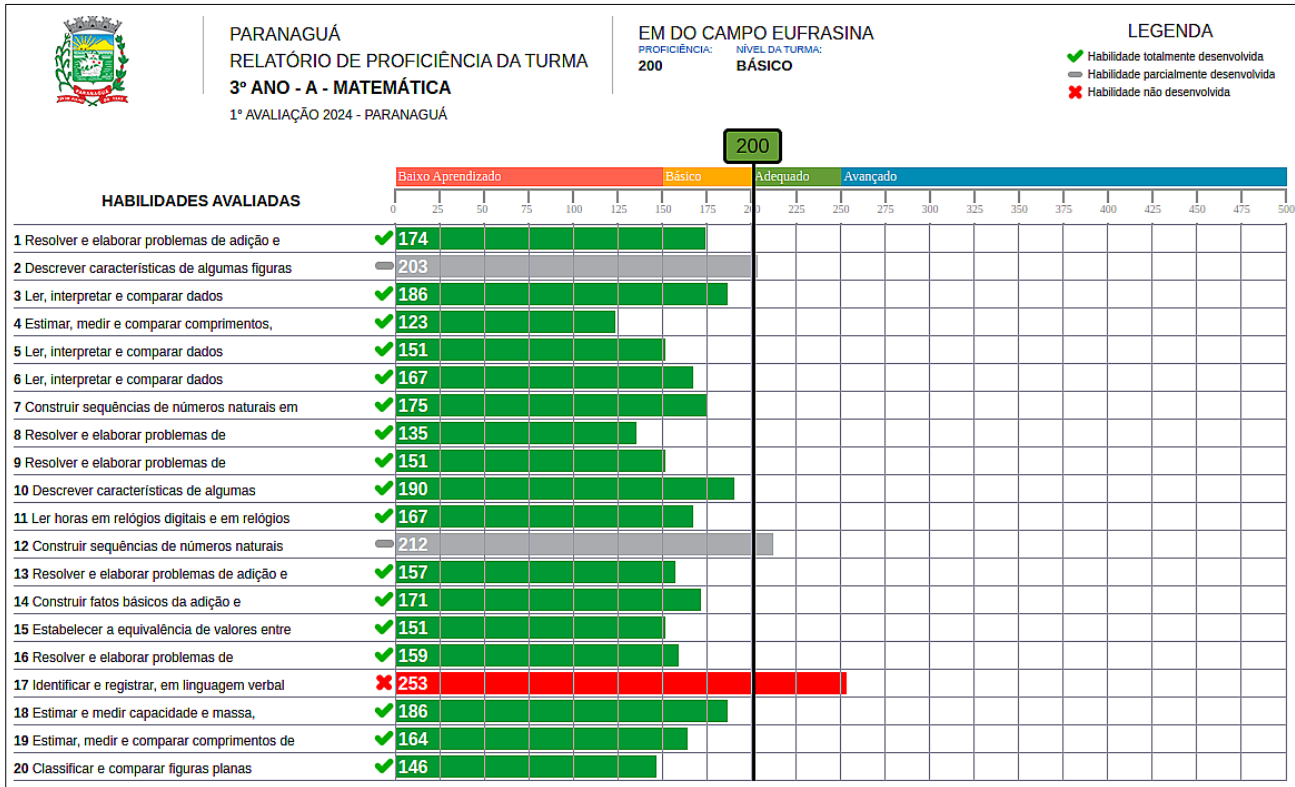 PARANAGUÁ
RELATÓRIO DE PROFICIÊNCIA DA TURMA
3º ANO - A - MATEMÁTICA
1° AVALIAÇÃO 2024 - PARANAGUÁ
EM DO CAMPO EUFRASINA
PROFICIÊNCIA: NÍVEL DA TURMA:
200 BÁSICO
LEGENDA
Habilidade totalmente desenvolvida
Habilidade parcialmente desenvolvida
Habilidade não desenvolvida
PARANAGUÁ
200
Baixo Aprendizado Básico Adequado Avançado
HABILIDADES AVALIADAS
0 25 50 75 100 125 150 175 225 250 275 300 325 350 375 400 425 450 475 500
1 Resolver e elaborar problemas de adição e 174
2 Descrever características de algumas figuras 203
3 Ler, interpretar e comparar dados 186
4 Estimar, medir e comparar comprimentos, 123
5 Ler, interpretar e comparar dados 151
6 Ler, interpretar e comparar dados 167
7 Construir sequências de números naturais em 175
8 Resolver e elaborar problemas de 135
9 Resolver e elaborar problemas de 151
10 Descrever características de algumas 190
11 Ler horas em relógios digitais e em relógios 167
12 Construir sequências de números naturais 212
13 Resolver e elaborar problemas de adição e 157
14 Construir fatos básicos da adição e 171
15 Estabelecer a equivalência de valores entre 151
16 Resolver e elaborar problemas de 159
17 Identificar e registrar, em linguagem verbal 253
18 Estimar e medir capacidade e massa, 186
19 Estimar, medir e comparar comprimentos de 164
20 Classificar e comparar figuras planas 146